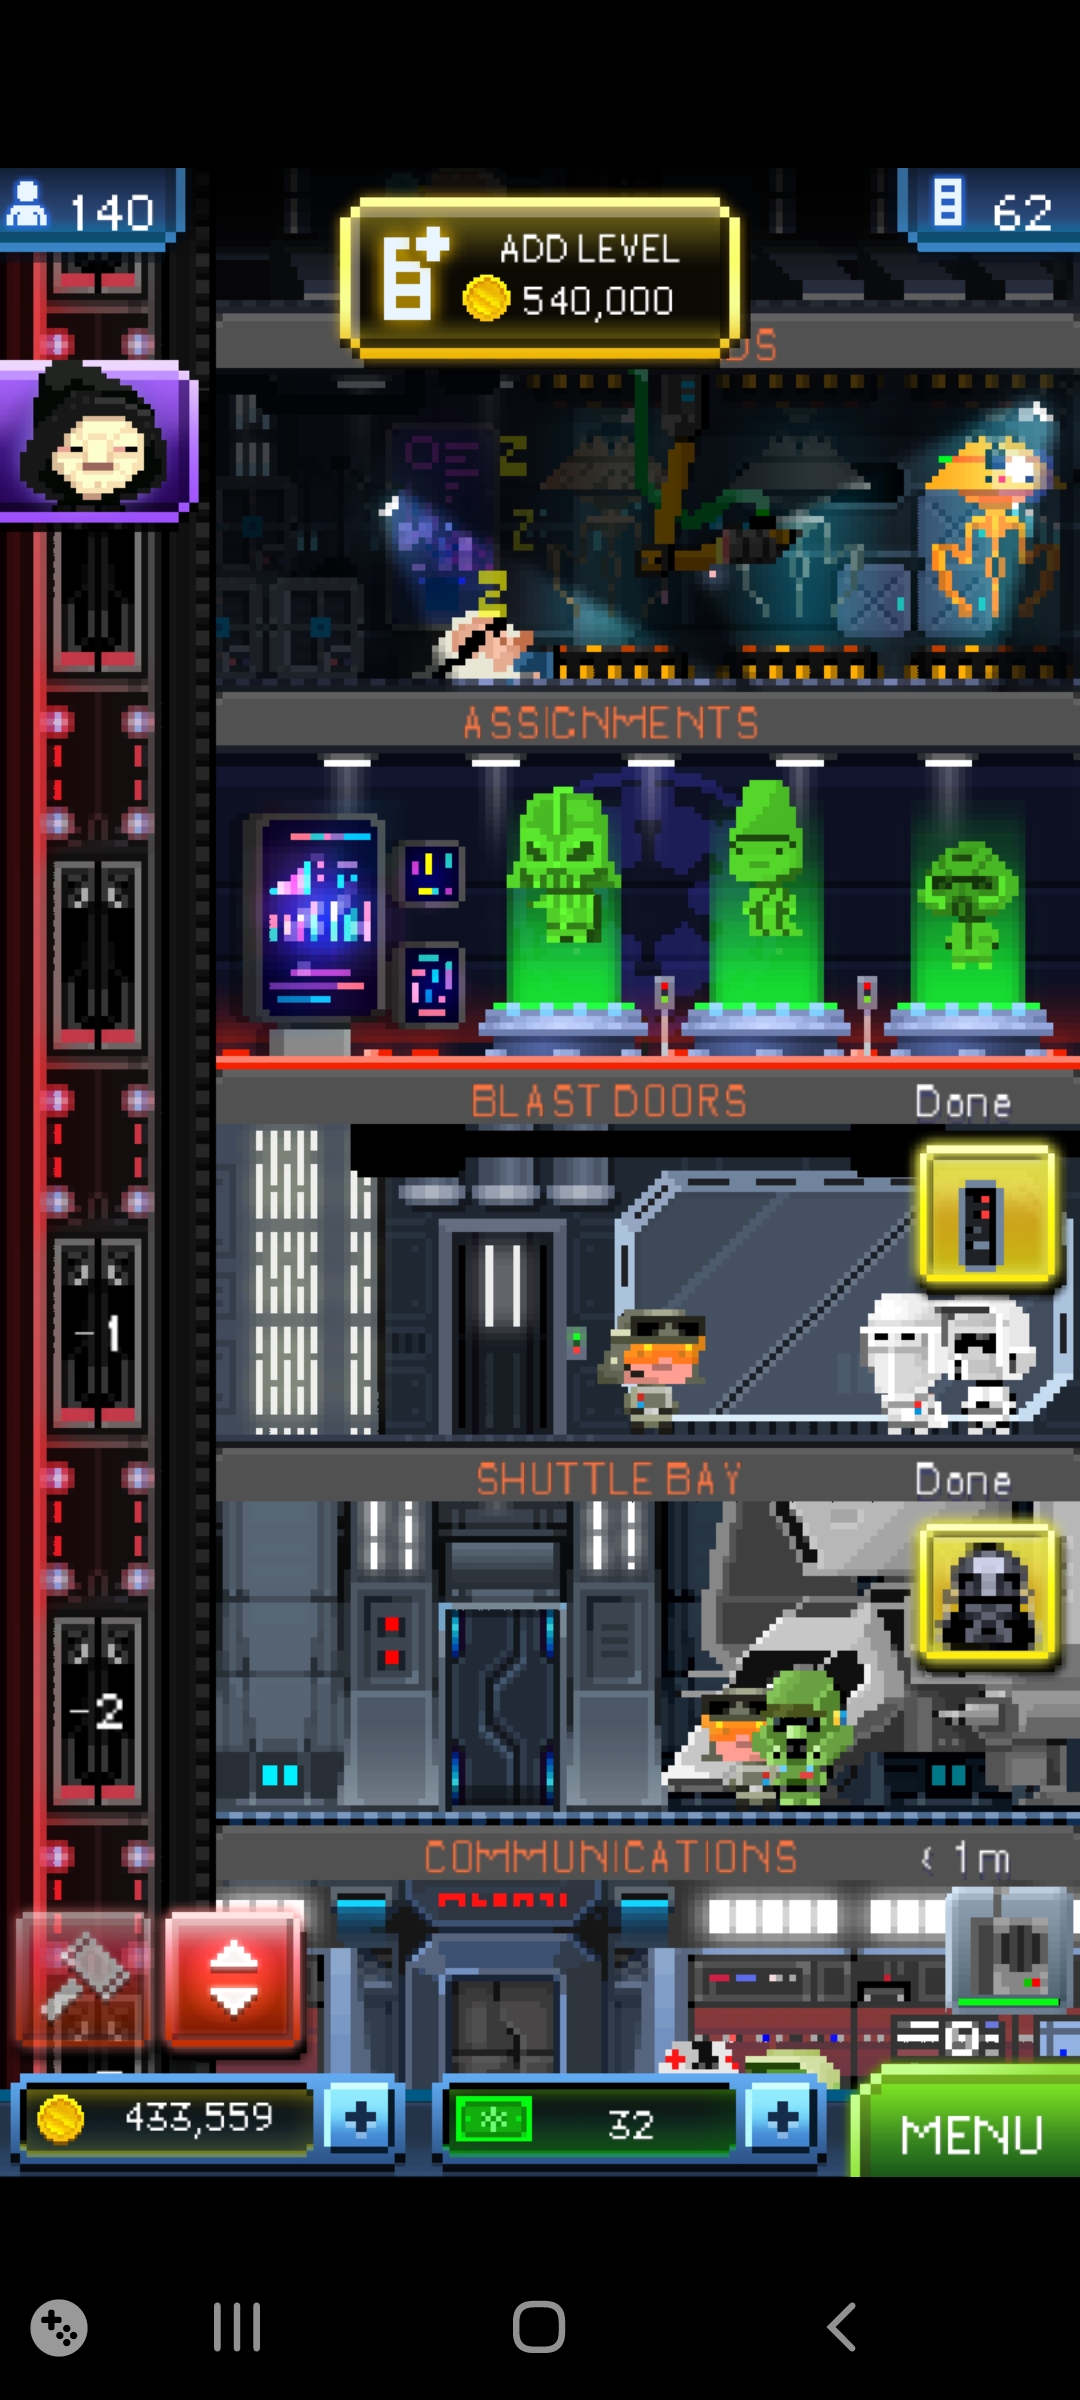 140
ADD LEVEL
540,000
62
DS
Z
Z
Z
ASSIGNMENTS
BLAST DOORS
Done
-1
SHUTTLE BAY
Done
-2
COMMUNICATIONS
< 1m
433,559
32
MENU